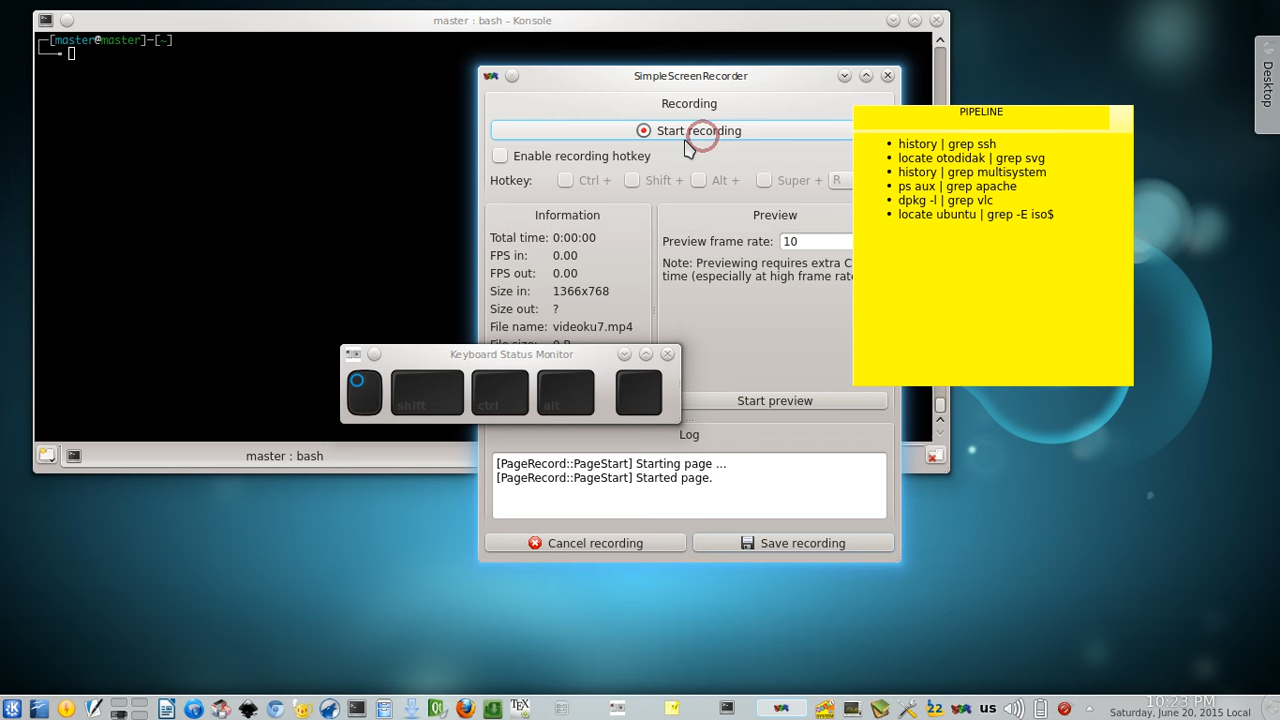 master : bash – Konsole
[master@master]-[~]
master : bash
SimpleScreenRecorder
Recording
Start recording
Enable recording hotkey
Hotkey: Ctrl + Shift + Alt + Super + R
Information
Total time: 0:00:00
FPS in: 0.00
FPS out: 0.00
Size in: 1366x768
Size out: ?
File name: videoku7.mp4
Preview
Preview frame rate: 10
Note: Previewing requires extra C
time (especially at high frame rat
Start preview
Log
[PageRecord::PageStart] Starting page ...
[PageRecord::PageStart] Started page.
Cancel recording
Save recording
Keyboard Status Monitor
shift
ctrl
alt
PIPELINE
• history | grep ssh
• locate otodidak | grep svg
• history | grep multisystem
• ps aux | grep apache
• dpkg -l | grep vlc
• locate ubuntu | grep -E iso$
Desktop
us
10:23 PM
Saturday, June 20, 2015 Local